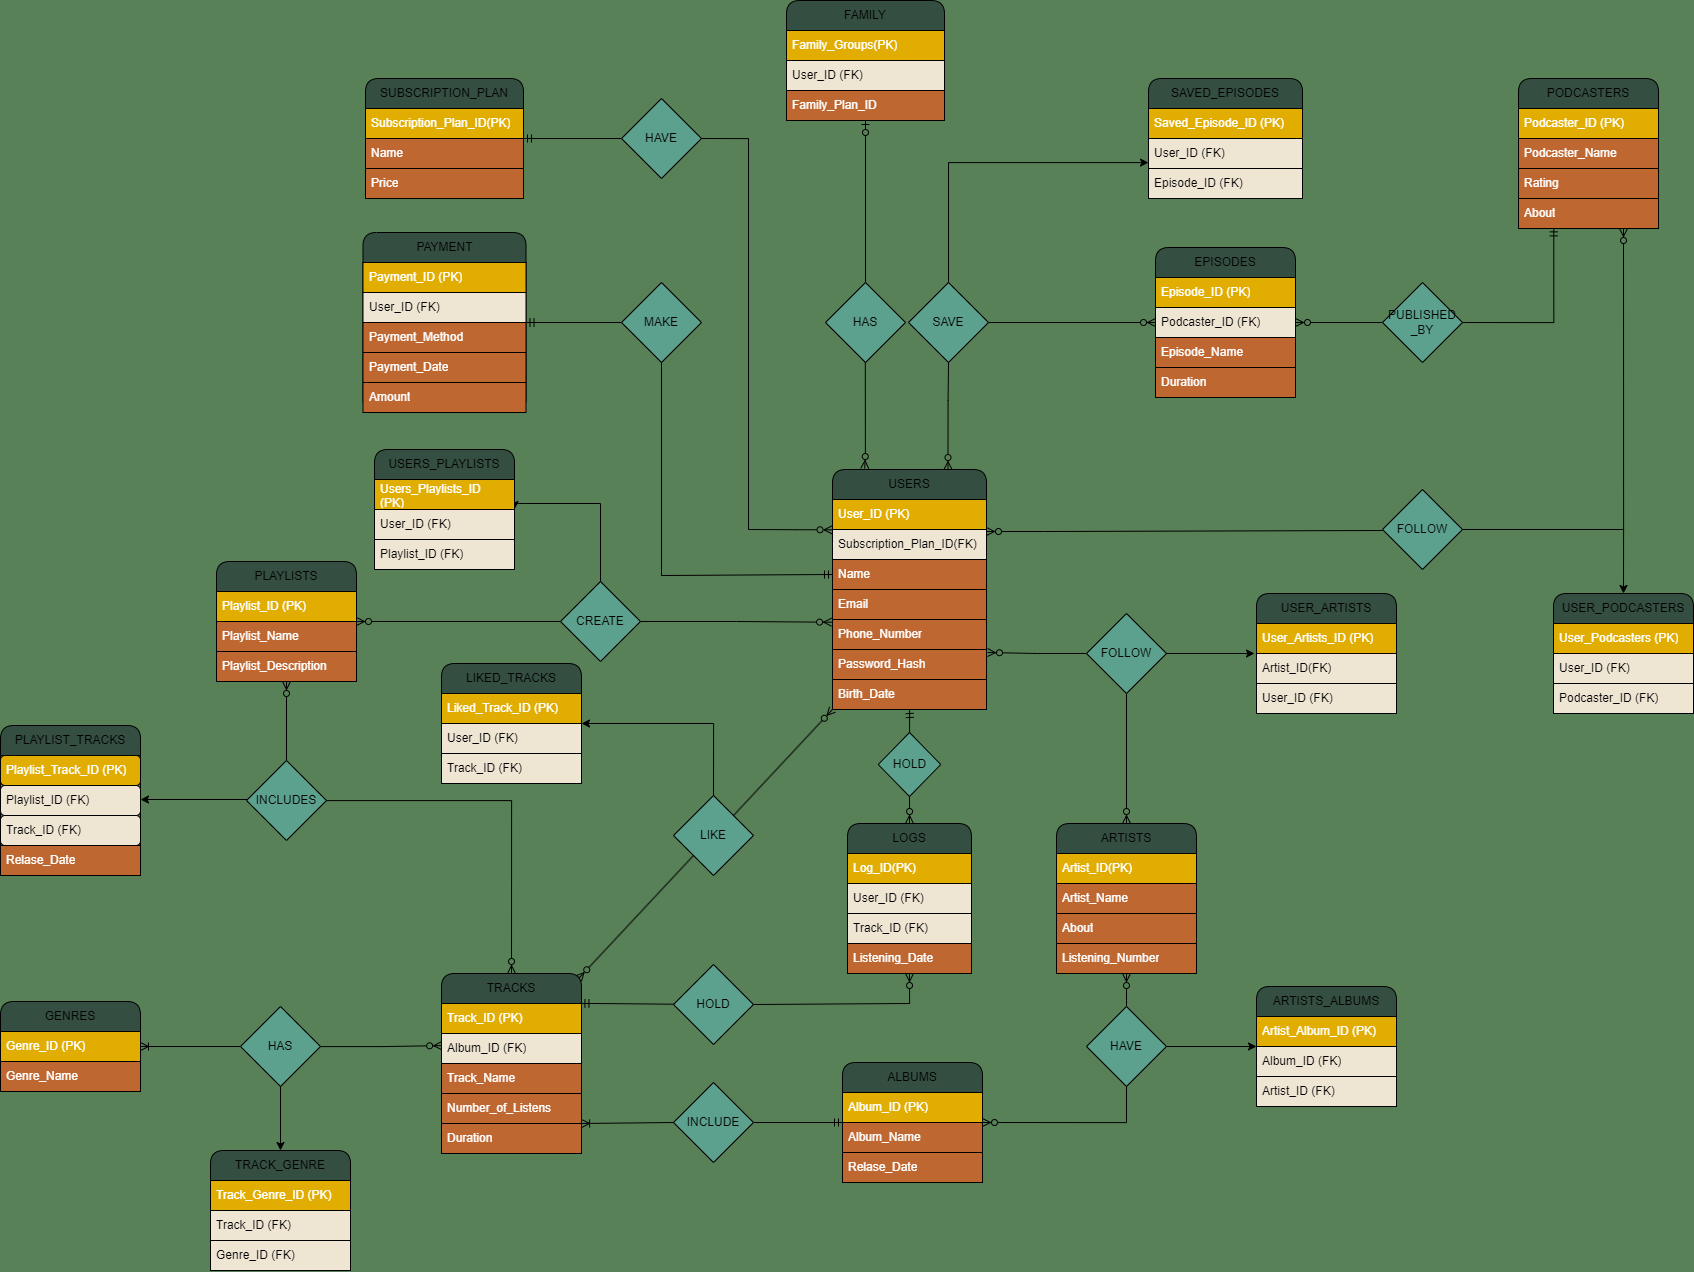 FAMILY
Family_Groups(PK)
User_ID (FK)
Family_Plan_ID
SUBSCRIPTION_PLAN
Subscription_Plan_ID(PK)
Name
Price
HAVE
SAVED_EPISODES
Saved_Episode_ID (PK)
User_ID (FK)
Episode_ID (FK)
PODCASTERS
Podcaster_ID (PK)
Podcaster_Name
Rating
About
PAYMENT
Payment_ID (PK)
User_ID (FK)
Payment_Method
Payment_Date
Amount
MAKE
HAS
SAVE
EPISODES
Episode_ID (PK)
Podcaster_ID (FK)
Episode_Name
Duration
PUBLISHED
_BY
USERS_PLAYLISTS
Users_Playlists_ID
(PK)
User_ID (FK)
Playlist_ID (FK)
USERS
User_ID (PK)
Subscription_Plan_ID(FK)
Name
Email
Phone_Number
Password_Hash
Birth_Date
FOLLOW
PLAYLISTS
Playlist_ID (PK)
Playlist_Name
Playlist_Description
CREATE
FOLLOW
USER_ARTISTS
User_Artists_ID (PK)
Artist_ID(FK)
User_ID (FK)
USER_PODCASTERS
User_Podcasters (PK)
User_ID (FK)
Podcaster_ID (FK)
LIKED_TRACKS
Liked_Track_ID (PK)
User_ID (FK)
Track_ID (FK)
PLAYLIST_TRACKS
Playlist_Track_ID (PK)
Playlist_ID (FK)
Track_ID (FK)
Relase_Date
INCLUDES
LIKE
HOLD
LOGS
Log_ID(PK)
User_ID (FK)
Track_ID (FK)
Listening_Date
ARTISTS
Artist_ID(PK)
Artist_Name
About
Listening_Number
GENRES
Genre_ID (PK)
Genre_Name
HAS
TRACKS
Track_ID (PK)
Album_ID (FK)
Track_Name
Number_of_Listens
Duration
HOLD
HAVE
ARTISTS_ALBUMS
Artist_Album_ID (PK)
Album_ID (FK)
Artist_ID (FK)
INCLUDE
ALBUMS
Album_ID (PK)
Album_Name
Relase_Date
TRACK_GENRE
Track_Genre_ID (PK)
Track_ID (FK)
Genre_ID (FK)